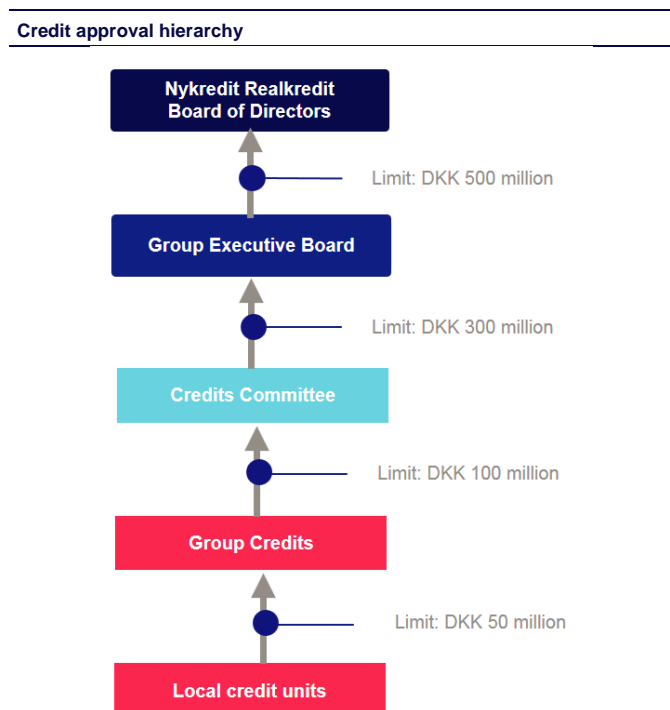 Credit approval hierarchy
Nykredit Realkredit
Board of Directors
Limit: DKK 500 million
Group Executive Board
Limit: DKK 300 million
Credits Committee
Limit: DKK 100 million
Group Credits
Limit: DKK 50 million
Local credit units